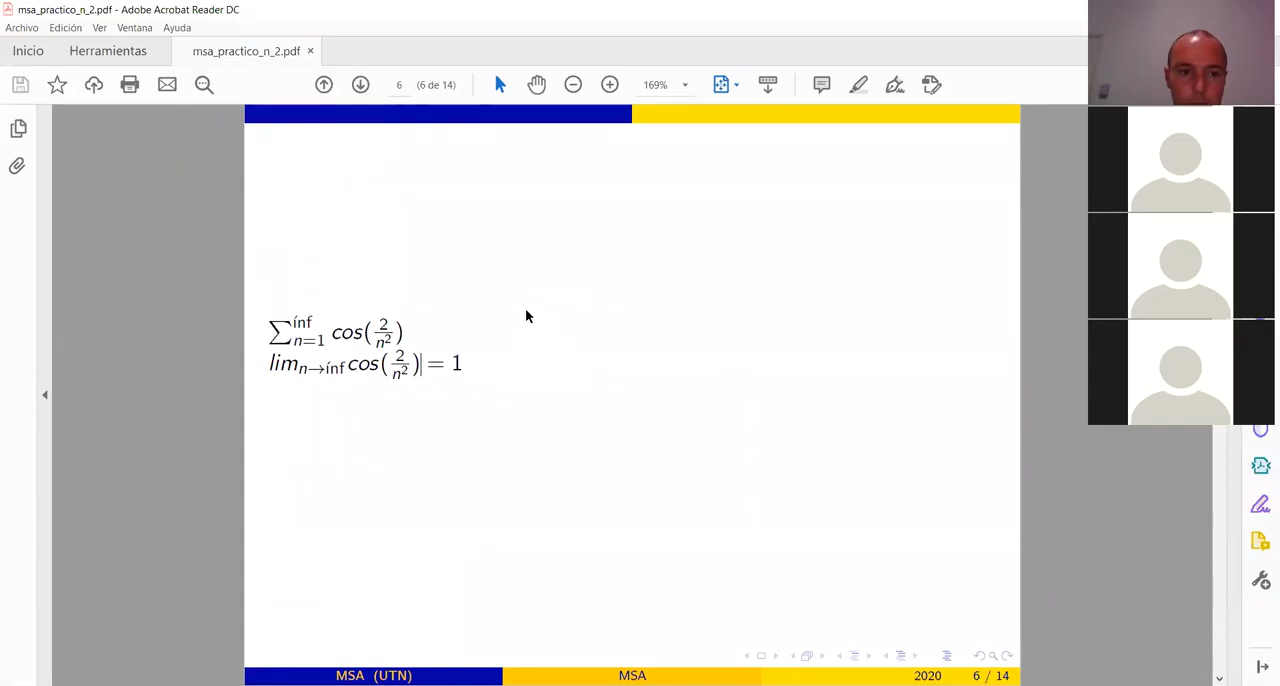 msa_practico_n_2.pdf - Adobe Acrobat Reader DC
Archivo Edición Ver Ventana Ayuda
Inicio Herramientas msa_practico_n_2.pdf ×
6 (6 de 14) 169%
∑_{n=1}^{ínf} cos(2/n²)
lim_{n→ínf} cos(2/n²)| = 1
MSA (UTN) MSA 2020 6 / 14